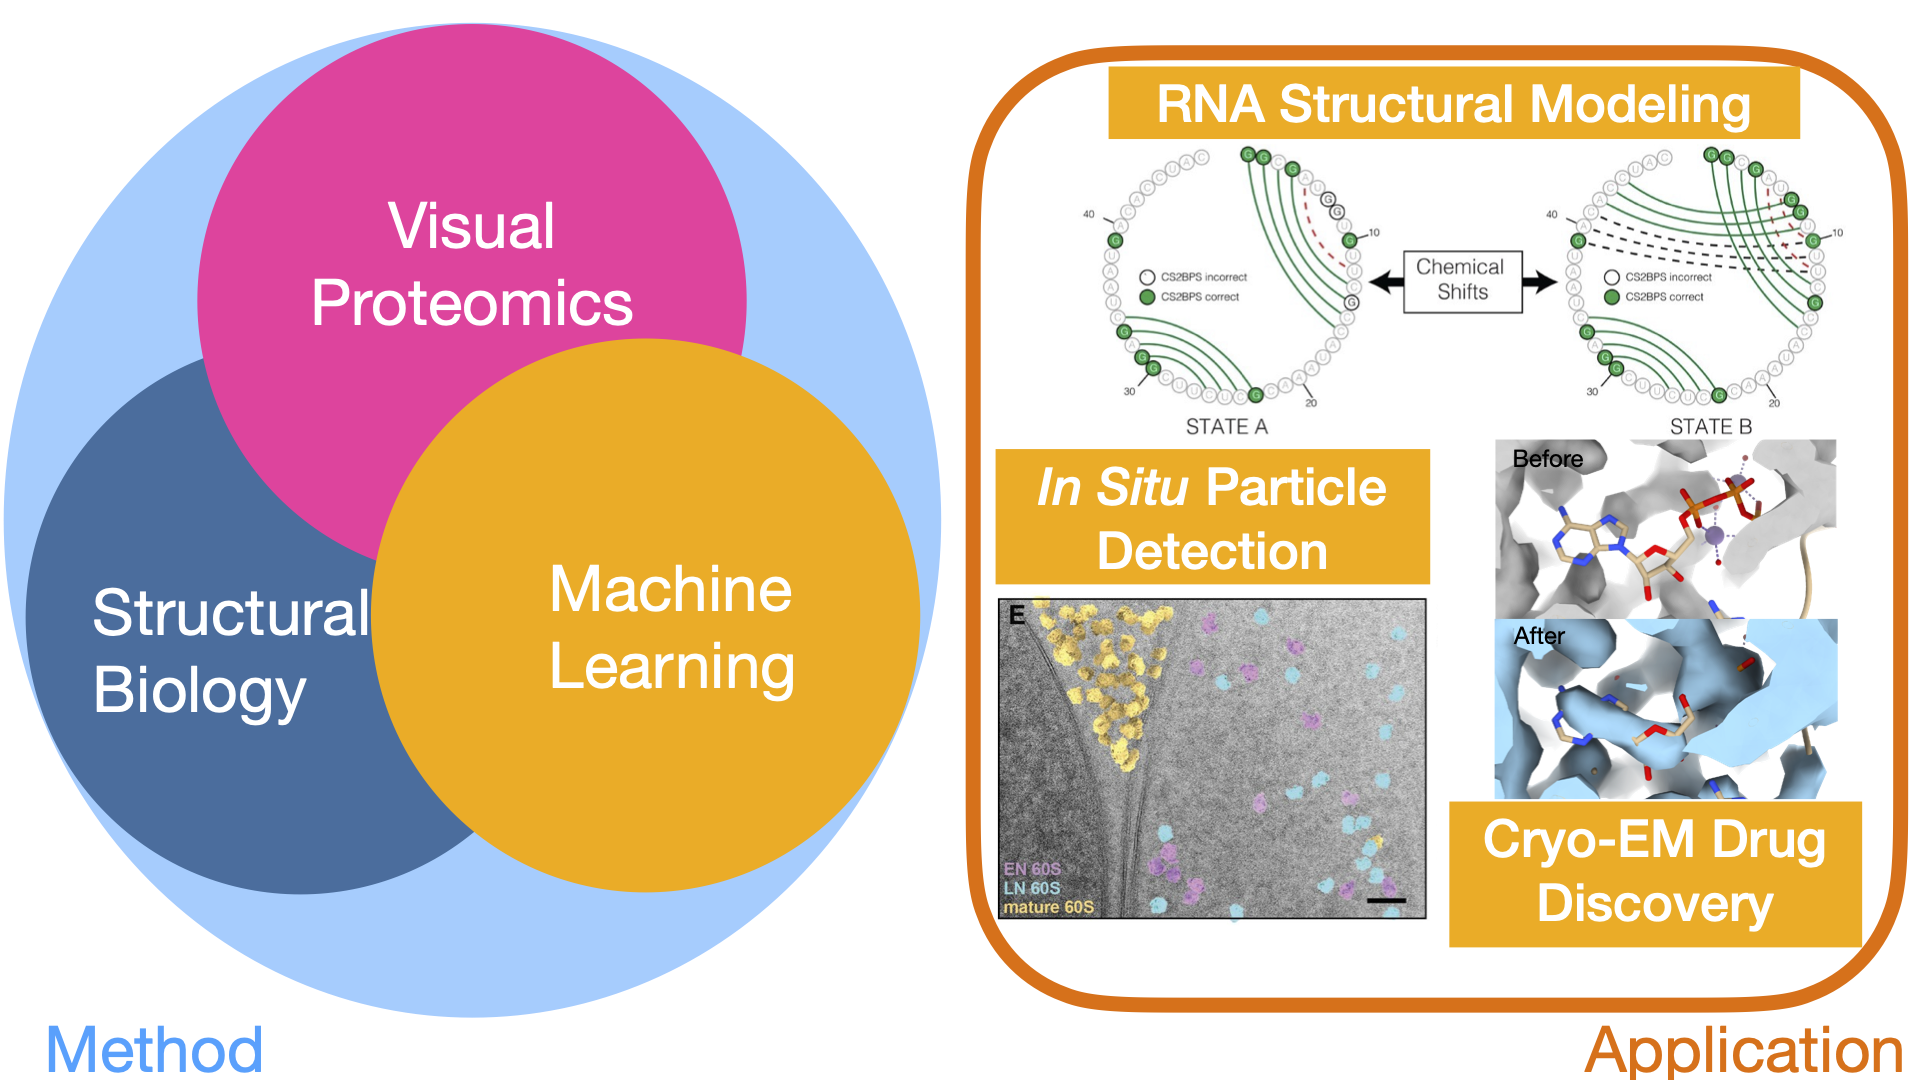 Visual
Proteomics
Structural
Biology
Machine
Learning
Method
RNA Structural Modeling
40
10
CS2BPS incorrect
CS2BPS correct
30
20
STATE A
Chemical
Shifts
40
10
CS2BPS incorrect
CS2BPS correct
30
20
STATE B
In Situ Particle
Detection
E
EN 60S
LN 60S
mature 60S
Before
After
Cryo-EM Drug
Discovery
Application